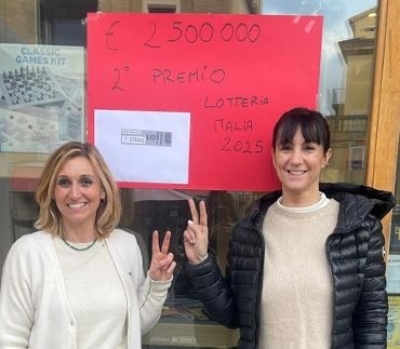 € 2 500.000
2° PREMIO
LOTTERIA
ITALIA
2025
CLASSIC
GAMES KIT